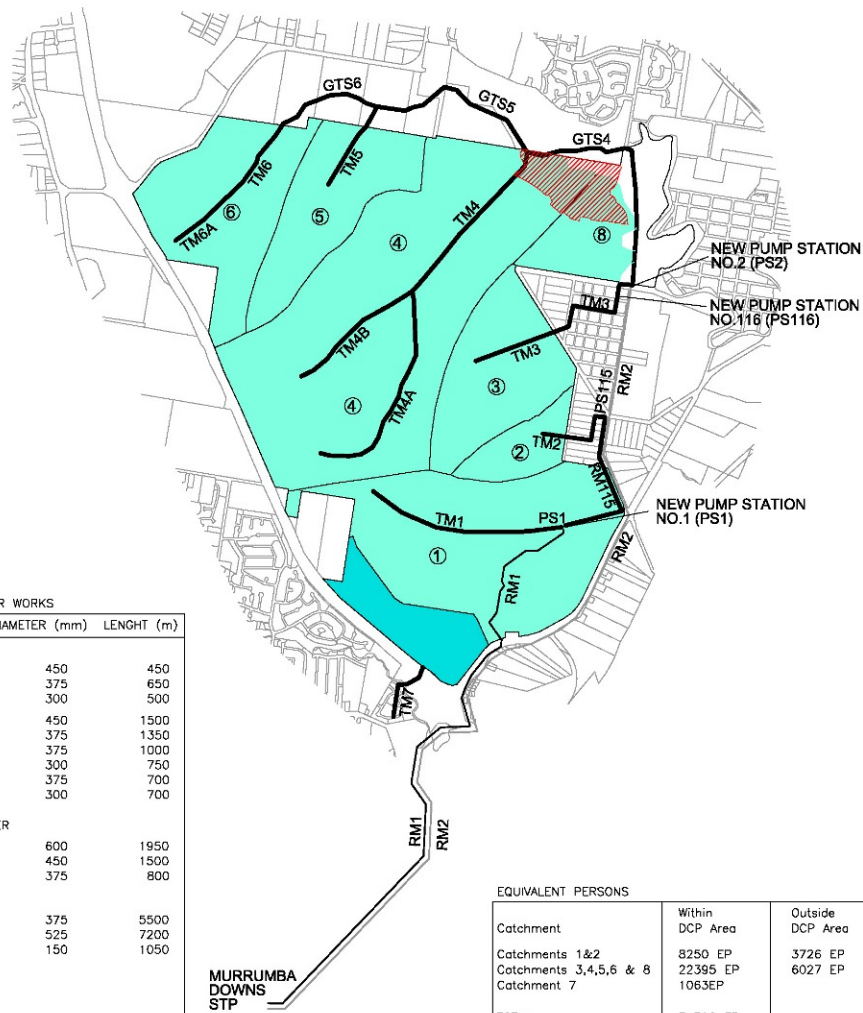 GTS6
GTS5
GTS4
TM6
TM5
TM4
TM6A
⑥
⑤
④
⑧
NEW PUMP STATION
NO.2 (PS2)
NEW PUMP STATION
NO.116 (PS116)
TM3
TM3
TM4B
③
RM2
PS115
④
TM4A
②
TM2
RM115
NEW PUMP STATION
NO.1 (PS1)
TM1
PS1
①
RM1
RM2
TM7
RM1
RM2
MURRUMBA
DOWNS
STP
R WORKS
AMETER (mm) LENGHT (m)
450 450
375 650
300 500
450 1500
375 1350
375 1000
300 750
375 700
300 700
ER
600 1950
450 1500
375 800
375 5500
525 7200
150 1050
EQUIVALENT PERSONS
Catchment Within DCP Area Outside DCP Area
Catchments 1&2 8250 EP 3726 EP
Catchments 3,4,5,6 & 8 22395 EP 6027 EP
Catchment 7 1063EP